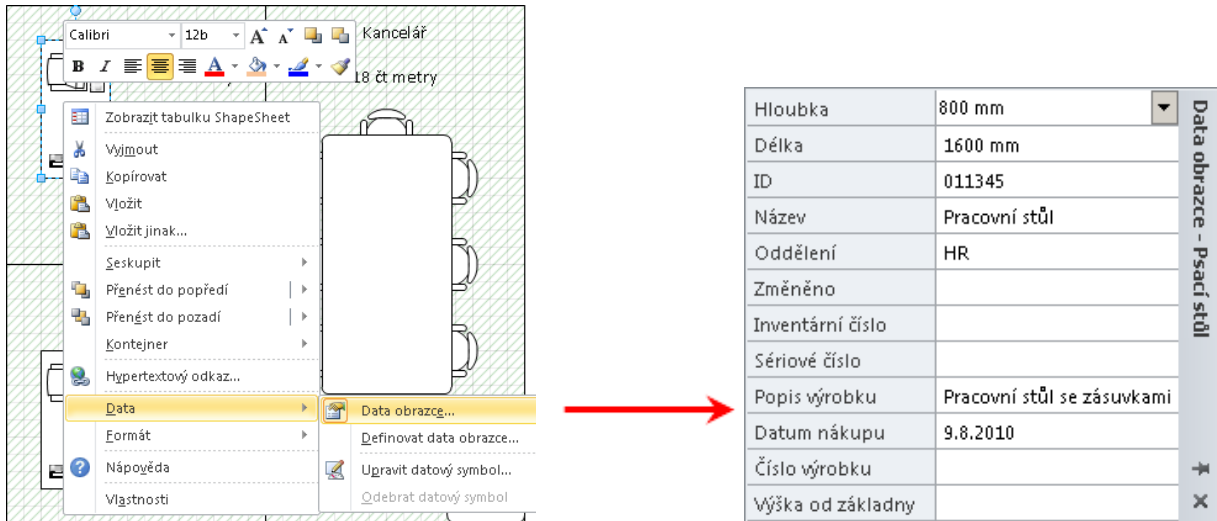 Calibri 12b A A
B I A
Kancelář
18 čt metry
Zobrazit tabulku ShapeSheet
Vyjmout
Kopírovat
Vložit
Vložit jinak...
Seskupit
Přenést do popředí
Přenést do pozadí
Kontejner
Hypertextový odkaz...
Data
Formát
Nápověda
Vlastnosti
Data obrazce...
Definovat data obrazce...
Upravit datový symbol...
Odebrat datový symbol
Hloubka 800 mm
Délka 1600 mm
ID 011345
Název Pracovní stůl
Oddělení HR
Změněno
Inventární číslo
Sériové číslo
Popis výrobku Pracovní stůl se zásuvkami
Datum nákupu 9.8.2010
Číslo výrobku
Výška od základny
Data obrazce - Psací stůl